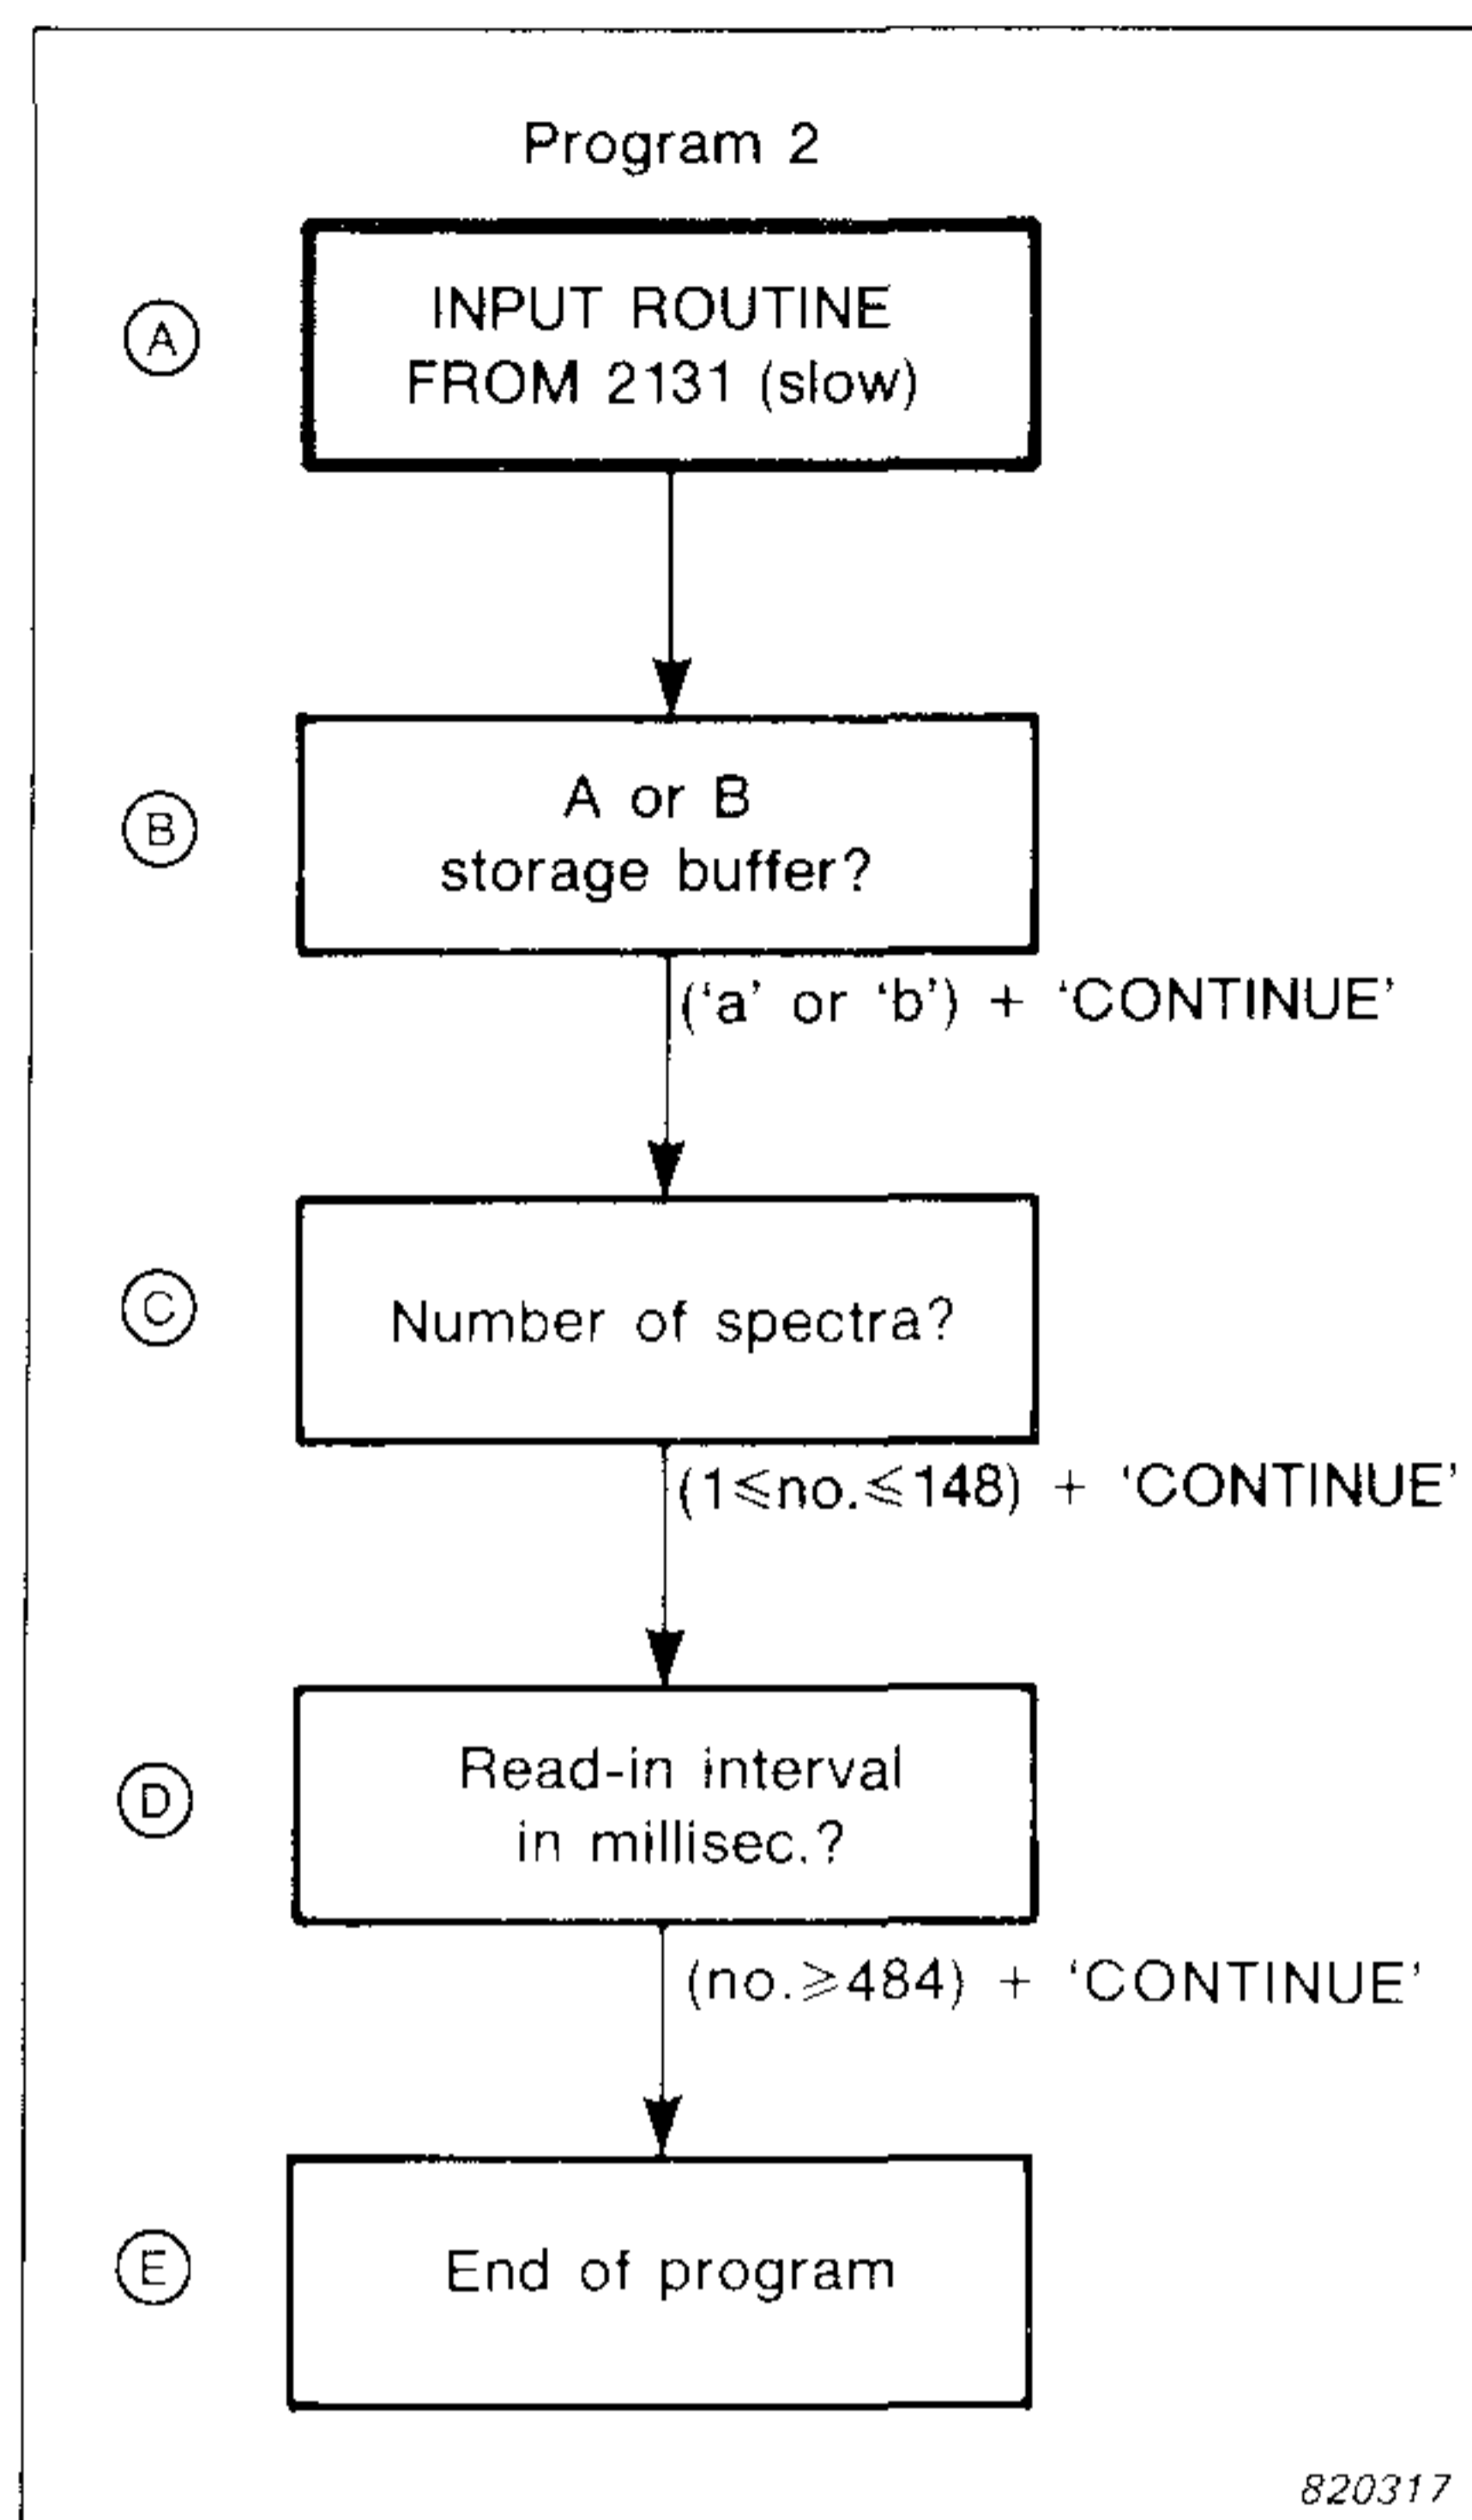 Program 2
A
INPUT ROUTINE
FROM 2131 (slow)
B
A or B
storage buffer?
('a' or 'b') + 'CONTINUE'
C
Number of spectra?
(1⩽no.⩽148) + 'CONTINUE'
D
Read-in interval
in millisec.?
(no.⩾484) + 'CONTINUE'
E
End of program
820317